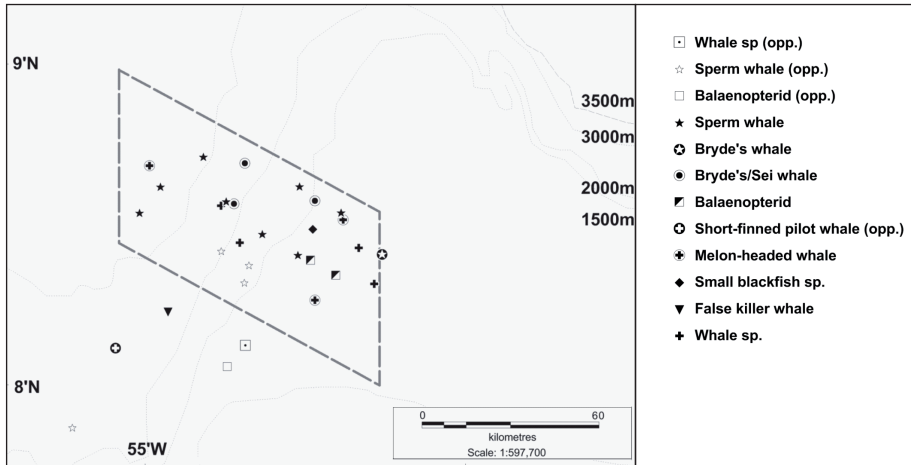 9'N
3500m
3000m
2000m
1500m
8'N
55'W
0 60
kilometres
Scale: 1:597,700
Whale sp (opp.)
Sperm whale (opp.)
Balaenopterid (opp.)
Sperm whale
Bryde's whale
Bryde's/Sei whale
Balaenopterid
Short-finned pilot whale (opp.)
Melon-headed whale
Small blackfish sp.
False killer whale
Whale sp.